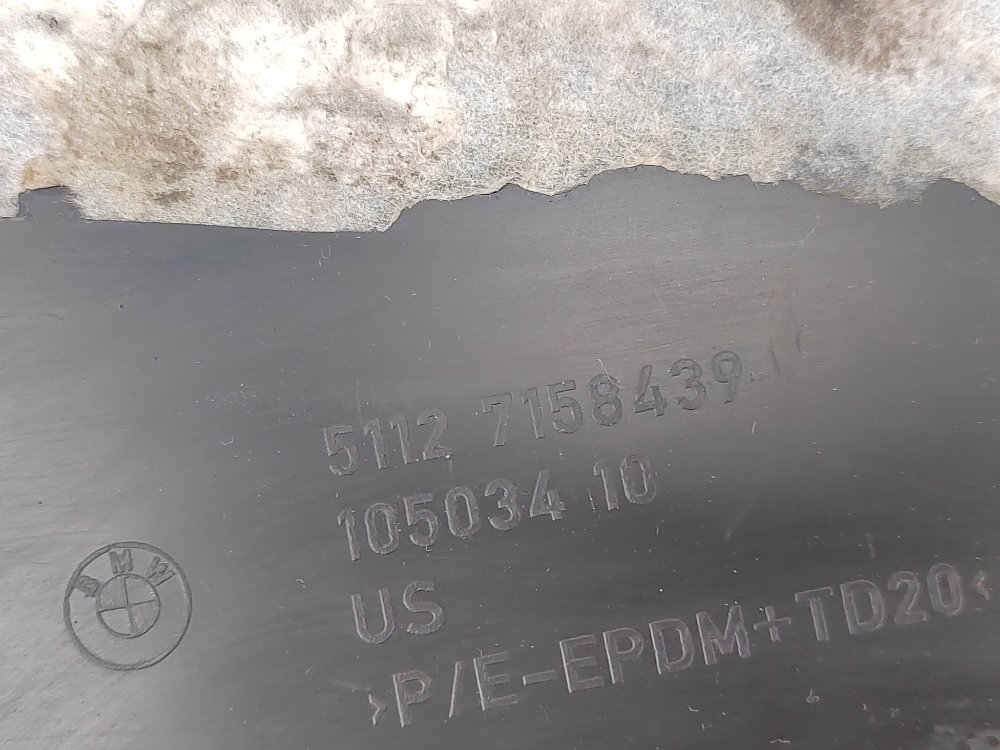 5112 7158439
105034 10
US
>P/E-EPDM+TD20<
BMW